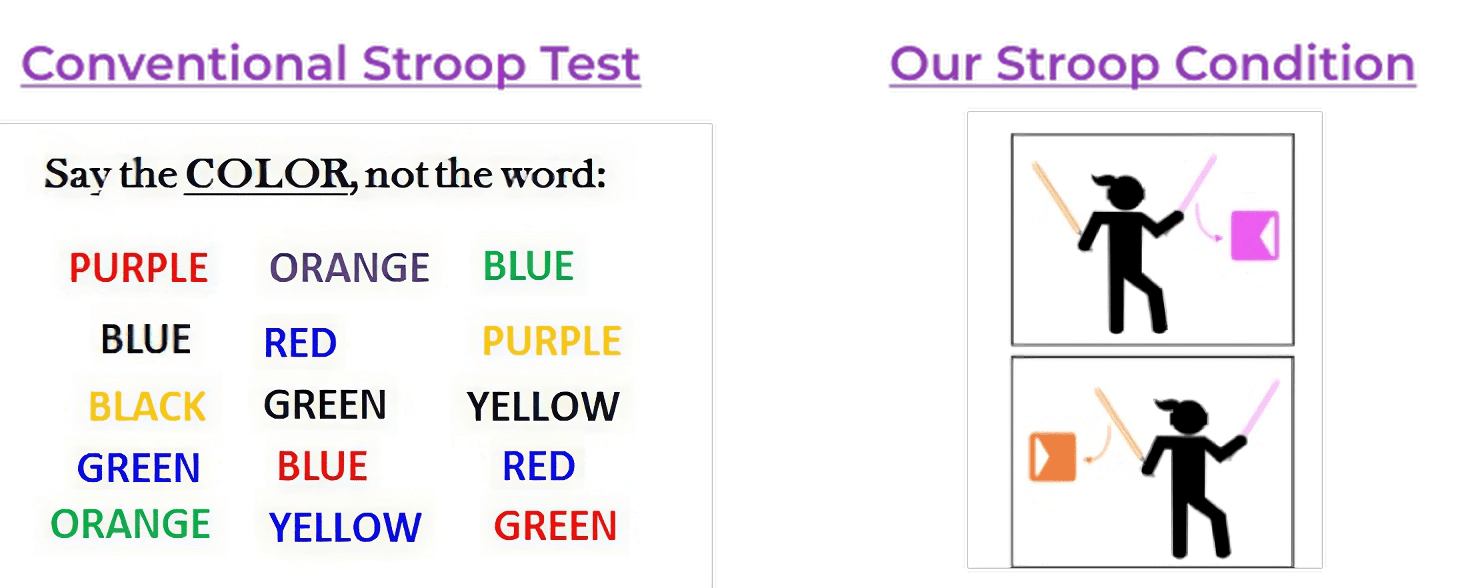 Conventional Stroop Test
Our Stroop Condition
Say the COLOR, not the word:
PURPLE ORANGE BLUE
BLUE RED PURPLE
BLACK GREEN YELLOW
GREEN BLUE RED
ORANGE YELLOW GREEN